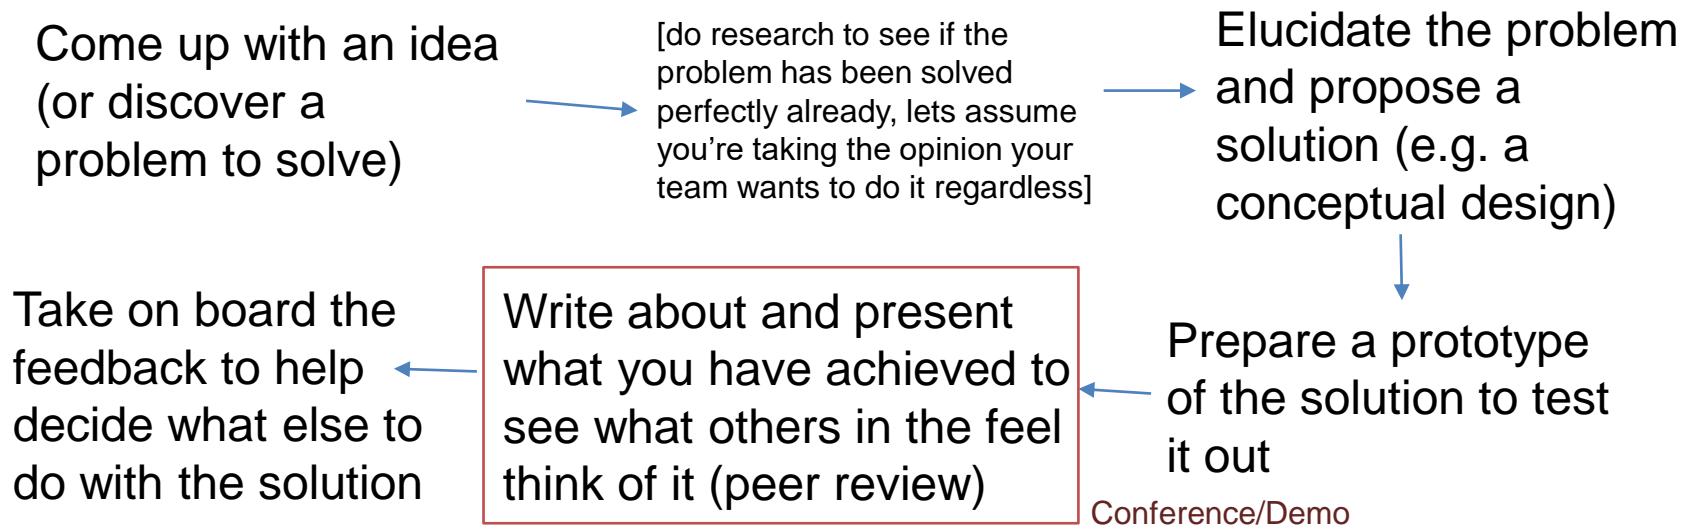 Come up with an idea
(or discover a
problem to solve)
[do research to see if the
problem has been solved
perfectly already, lets assume
you’re taking the opinion your
team wants to do it regardless]
Elucidate the problem
and propose a
solution (e.g. a
conceptual design)
Prepare a prototype
of the solution to test
it out
Write about and present
what you have achieved to
see what others in the feel
think of it (peer review)
Conference/Demo
Take on board the
feedback to help
decide what else to
do with the solution